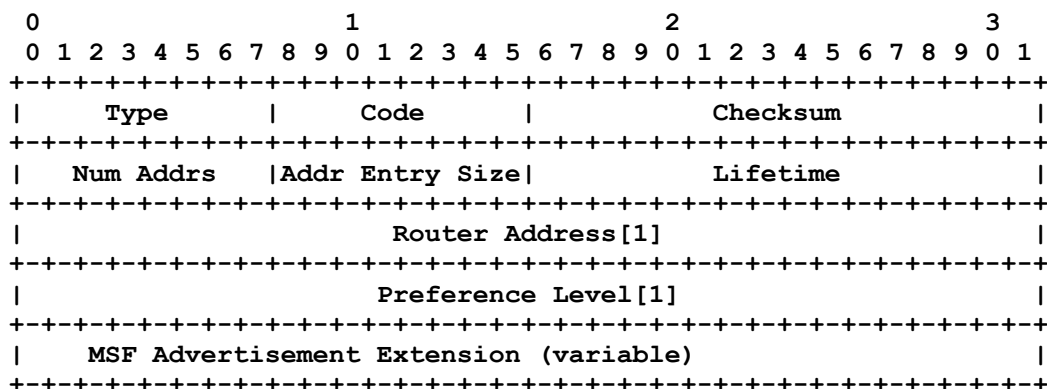 0                   1                   2                   3
 0 1 2 3 4 5 6 7 8 9 0 1 2 3 4 5 6 7 8 9 0 1 2 3 4 5 6 7 8 9 0 1
+-+-+-+-+-+-+-+-+-+-+-+-+-+-+-+-+-+-+-+-+-+-+-+-+-+-+-+-+-+-+-+-+
|     Type      |     Code      |           Checksum            |
+-+-+-+-+-+-+-+-+-+-+-+-+-+-+-+-+-+-+-+-+-+-+-+-+-+-+-+-+-+-+-+-+
|   Num Addrs   |Addr Entry Size|           Lifetime            |
+-+-+-+-+-+-+-+-+-+-+-+-+-+-+-+-+-+-+-+-+-+-+-+-+-+-+-+-+-+-+-+-+
|                       Router Address[1]                       |
+-+-+-+-+-+-+-+-+-+-+-+-+-+-+-+-+-+-+-+-+-+-+-+-+-+-+-+-+-+-+-+-+
|                      Preference Level[1]                      |
+-+-+-+-+-+-+-+-+-+-+-+-+-+-+-+-+-+-+-+-+-+-+-+-+-+-+-+-+-+-+-+-+
|    MSF Advertisement Extension (variable)                     |
+-+-+-+-+-+-+-+-+-+-+-+-+-+-+-+-+-+-+-+-+-+-+-+-+-+-+-+-+-+-+-+-+